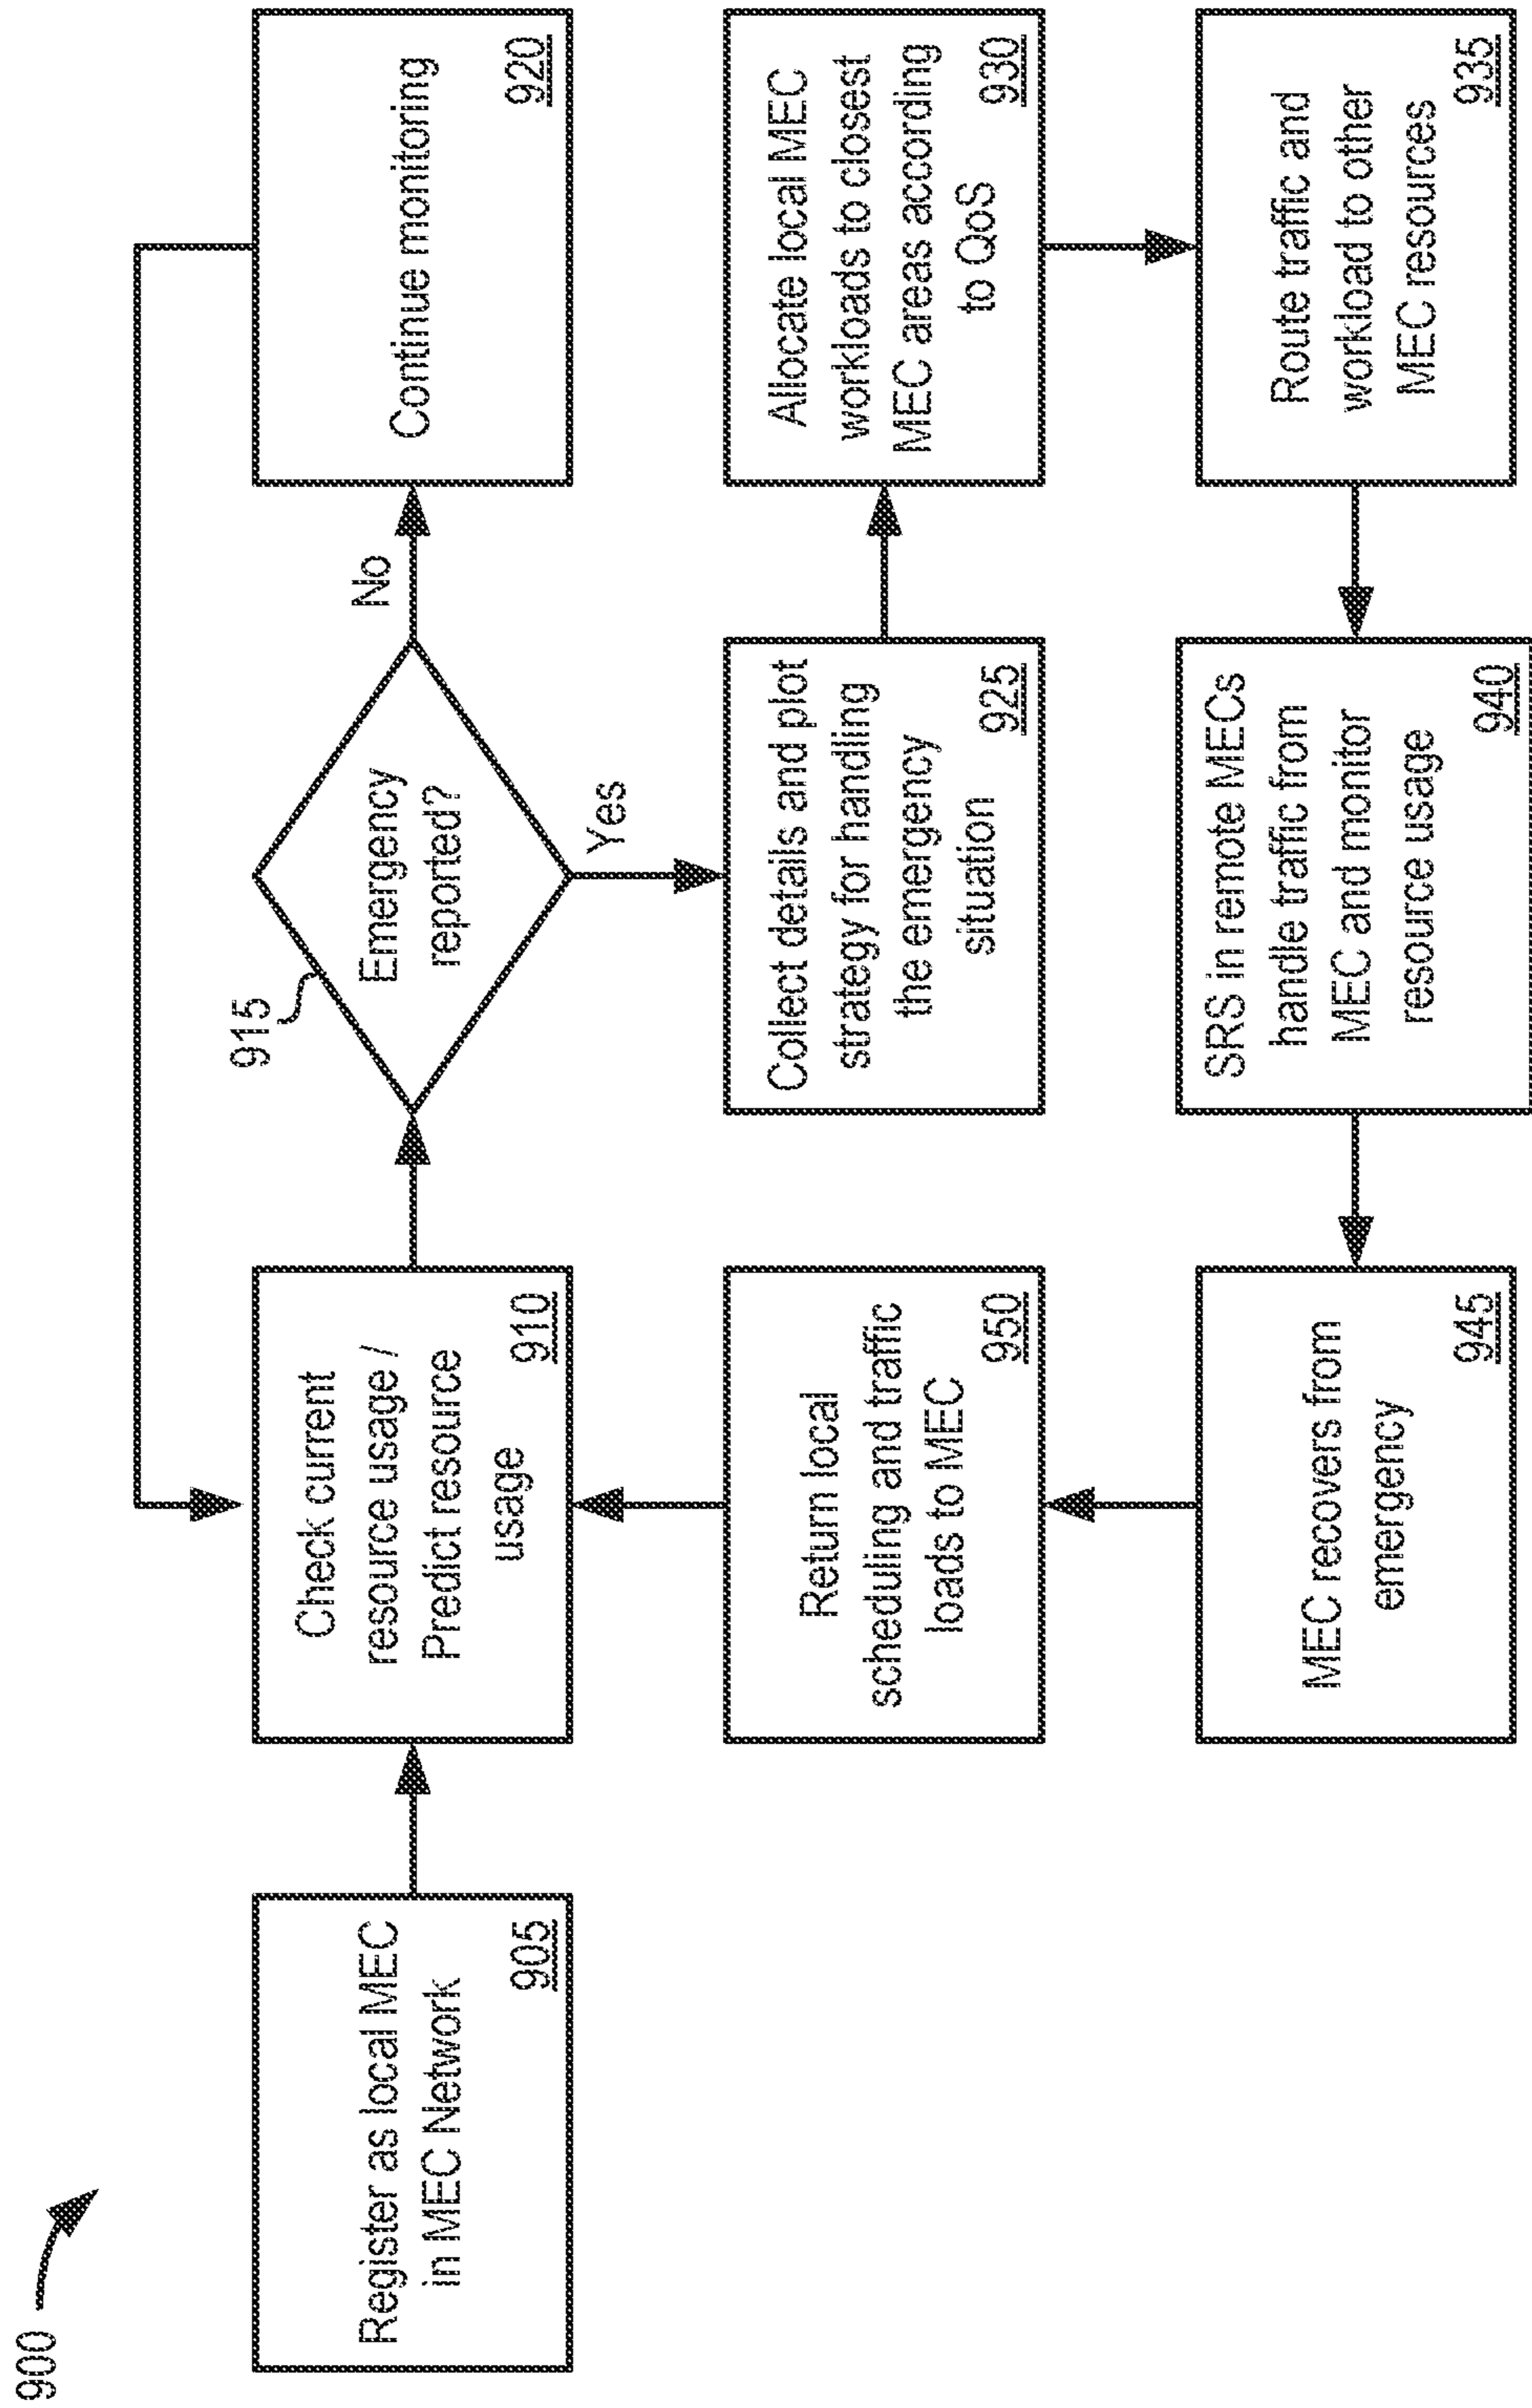 900
Register as local MEC
in MEC Network
905
Check current
resource usage /
Predict resource
usage
910
915
Emergency
reported?
No
Yes
Continue monitoring
920
Collect details and plot
strategy for handling
the emergency
situation
925
Allocate local MEC
workloads to closest
MEC areas according
to QoS
930
Route traffic and
workload to other
MEC resources
935
SRS in remote MECs
handle traffic from
MEC and monitor
resource usage
940
MEC recovers from
emergency
945
Return local
scheduling and traffic
loads to MEC
950